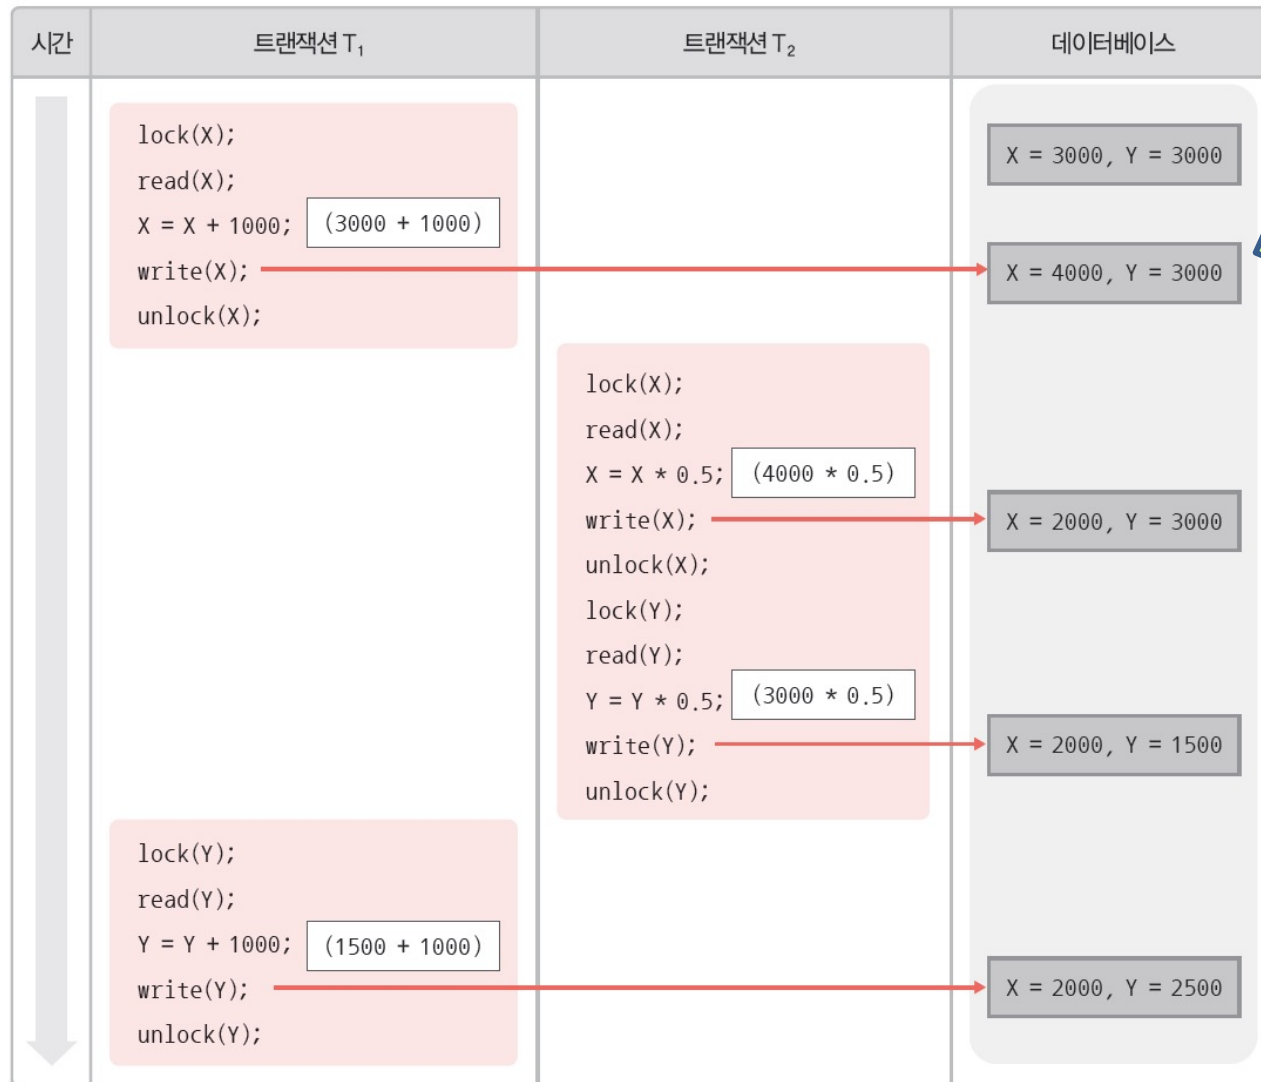 시간 트랜잭션 T₁ 트랜잭션 T₂ 데이터베이스
lock(X);
read(X);
X = X + 1000; (3000 + 1000)
write(X);
unlock(X);
X = 3000, Y = 3000
X = 4000, Y = 3000
lock(X);
read(X);
X = X * 0.5; (4000 * 0.5)
write(X);
unlock(X);
lock(Y);
read(Y);
Y = Y * 0.5; (3000 * 0.5)
write(Y);
unlock(Y);
X = 2000, Y = 3000
X = 2000, Y = 1500
lock(Y);
read(Y);
Y = Y + 1000; (1500 + 1000)
write(Y);
unlock(Y);
X = 2000, Y = 2500